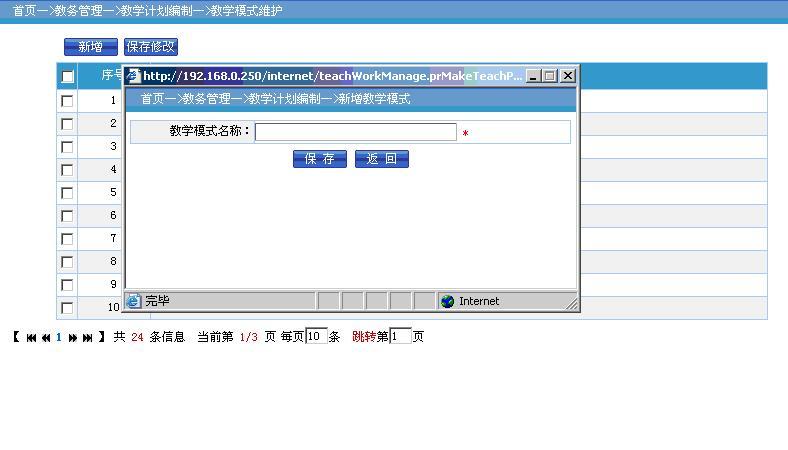 首页—>教务管理—>教学计划编制—>教学模式维护
新增 保存修改
序号
http://192.168.0.250/internet/teachWorkManage.prMakeTeachP...
首页—>教务管理—>教学计划编制—>新增教学模式
教学模式名称： *
保 存 返 回
1
2
3
4
5
6
7
8
9
10
完毕 Internet
【 1 】 共 24 条信息 当前第 1/3 页 每页10条 跳转第1页